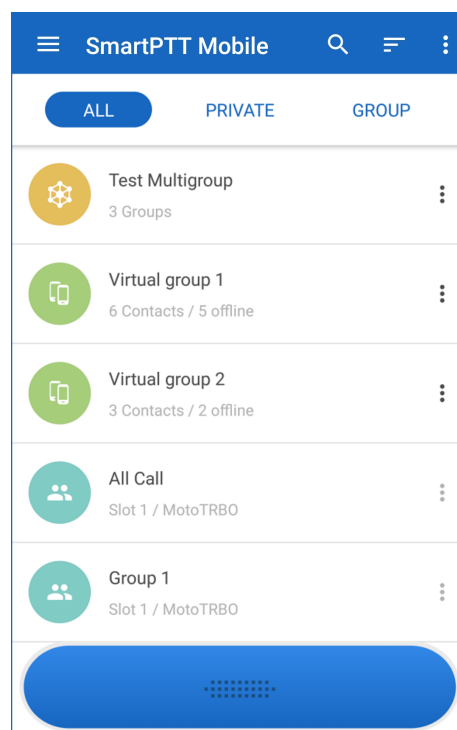 SmartPTT Mobile
ALL PRIVATE GROUP
Test Multigroup
3 Groups
Virtual group 1
6 Contacts / 5 offline
Virtual group 2
3 Contacts / 2 offline
All Call
Slot 1 / MotoTRBO
Group 1
Slot 1 / MotoTRBO